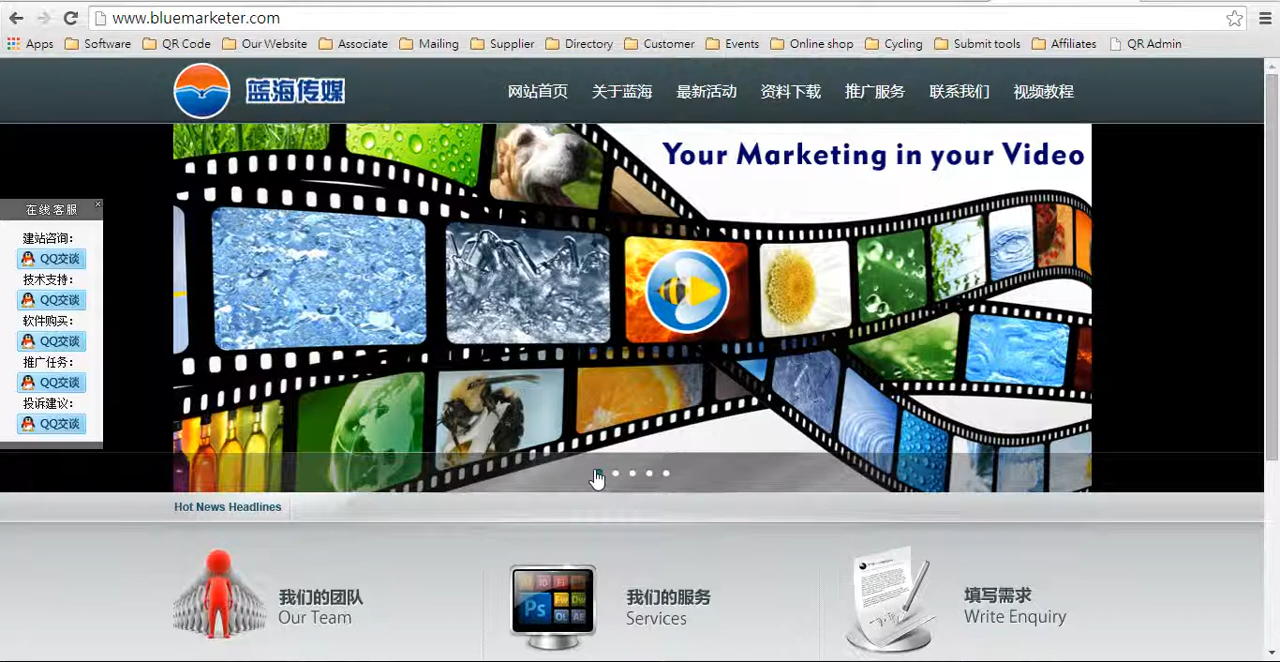 www.bluemarketer.com
Apps Software QR Code Our Website Associate Mailing Supplier Directory Customer Events Online shop Cycling Submit tools Affiliates QR Admin
蓝海传媒 网站首页 关于蓝海 最新活动 资料下载 推广服务 联系我们 视频教程
Your Marketing in your Video
在线客服
建站咨询:
QQ交谈
技术支持:
QQ交谈
软件购买:
QQ交谈
推广任务:
QQ交谈
投诉建议:
QQ交谈
Hot News Headlines
我们的团队
Our Team
Ps
Fw Dw
我们的服务
Services
填写需求
Write Enquiry